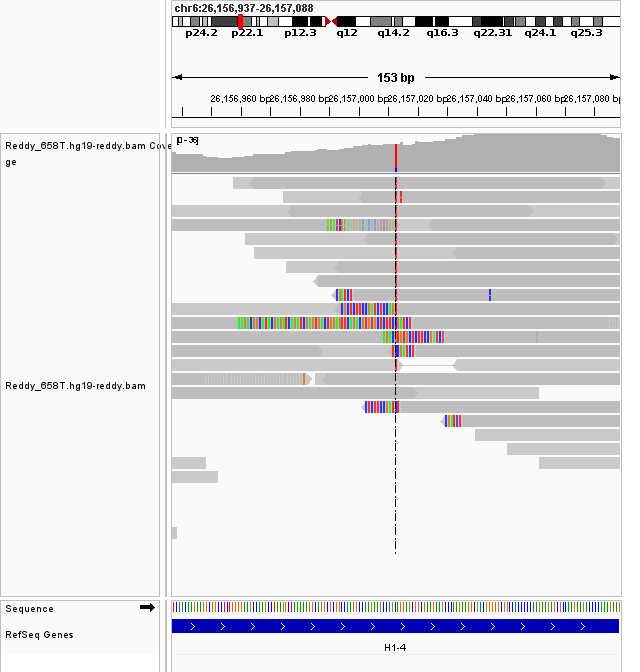 chr6:26,156,937-26,157,088
p24.2 p22.1 p12.3 q12 q14.2 q16.3 q22.31 q24.1 q25.3
153 bp
26,156,960 bp 26,156,980 bp 26,157,000 bp 26,157,020 bp 26,157,040 bp 26,157,060 bp 26,157,080 bp
[0-36]
Reddy_658T.hg19-reddy.bam Cove
ge
Reddy_658T.hg19-reddy.bam
Sequence
RefSeq Genes
H1-4